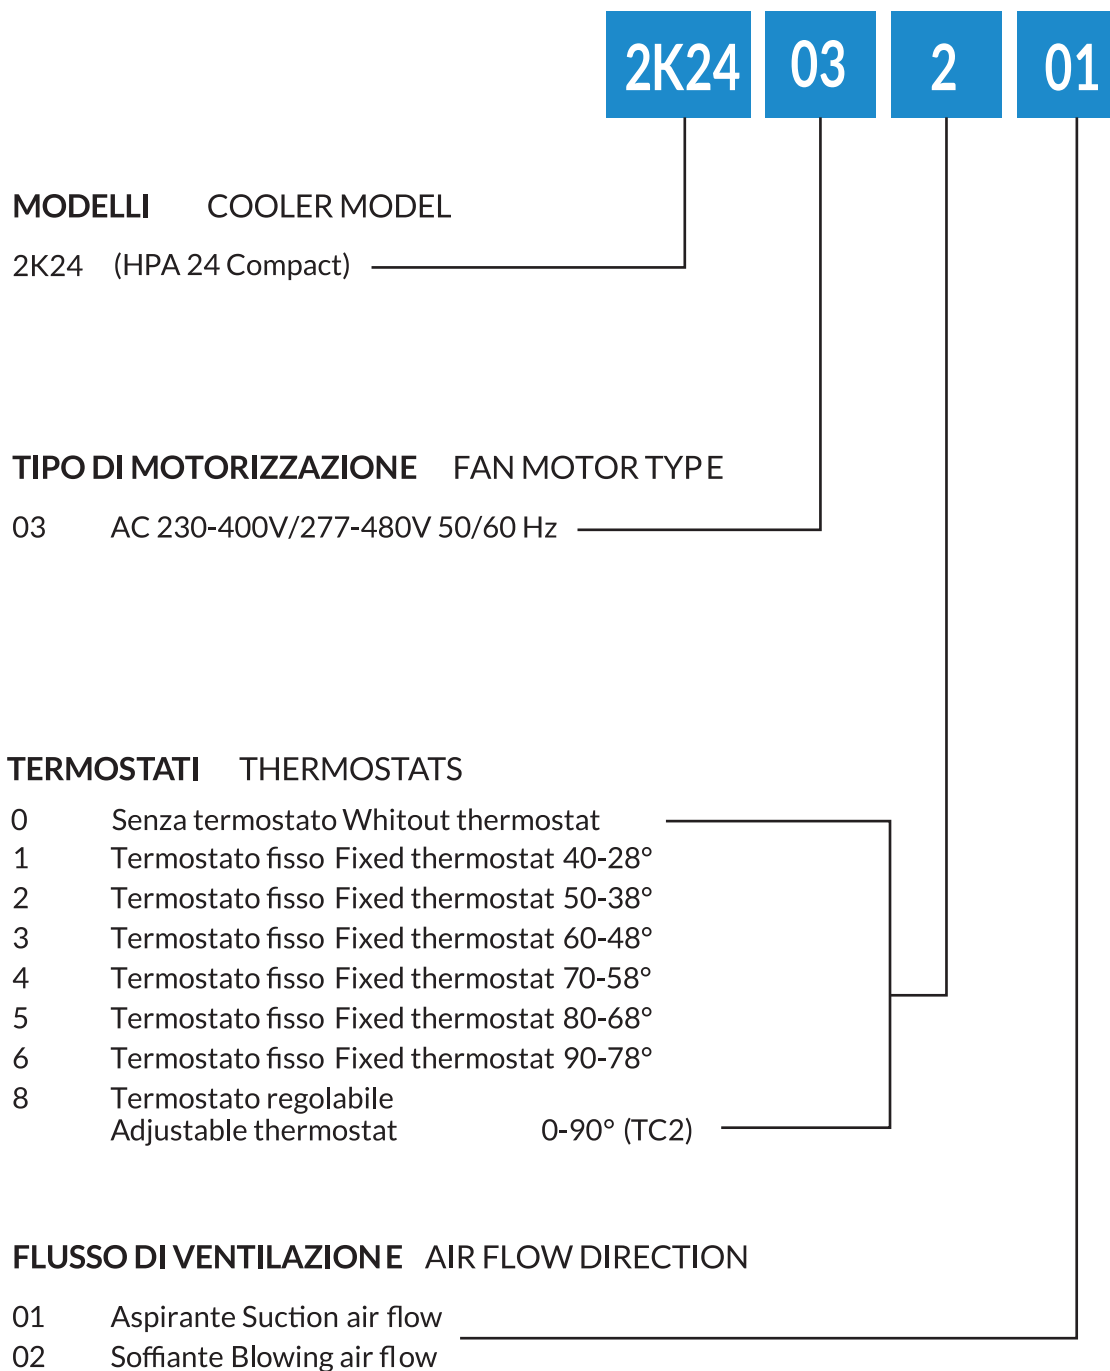 2K24 03 2 01
MODELLI COOLER MODEL
2K24 (HPA 24 Compact)
TIPO DI MOTORIZZAZIONE FAN MOTOR TYPE
03 AC 230-400V/277-480V 50/60 Hz
TERMOSTATI THERMOSTATS
0 Senza termostato Whitout thermostat
1 Termostato fisso Fixed thermostat 40-28°
2 Termostato fisso Fixed thermostat 50-38°
3 Termostato fisso Fixed thermostat 60-48°
4 Termostato fisso Fixed thermostat 70-58°
5 Termostato fisso Fixed thermostat 80-68°
6 Termostato fisso Fixed thermostat 90-78°
8 Termostato regolabile
Adjustable thermostat 0-90° (TC2)
FLUSSO DI VENTILAZIONE AIR FLOW DIRECTION
01 Aspirante Suction air flow
02 Soffiante Blowing air flow